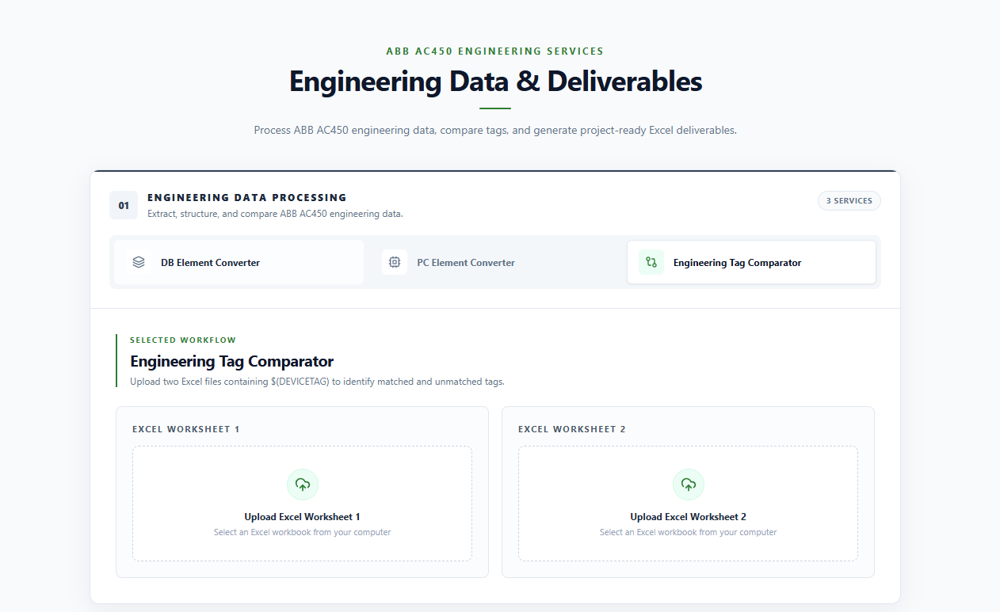 ABB AC450 ENGINEERING SERVICES
Engineering Data & Deliverables
Process ABB AC450 engineering data, compare tags, and generate project-ready Excel deliverables.
01
ENGINEERING DATA PROCESSING
Extract, structure, and compare ABB AC450 engineering data.
3 SERVICES
DB Element Converter
PC Element Converter
Engineering Tag Comparator
SELECTED WORKFLOW
Engineering Tag Comparator
Upload two Excel files containing $(DEVICETAG) to identify matched and unmatched tags.
EXCEL WORKSHEET 1
Upload Excel Worksheet 1
Select an Excel workbook from your computer
EXCEL WORKSHEET 2
Upload Excel Worksheet 2
Select an Excel workbook from your computer